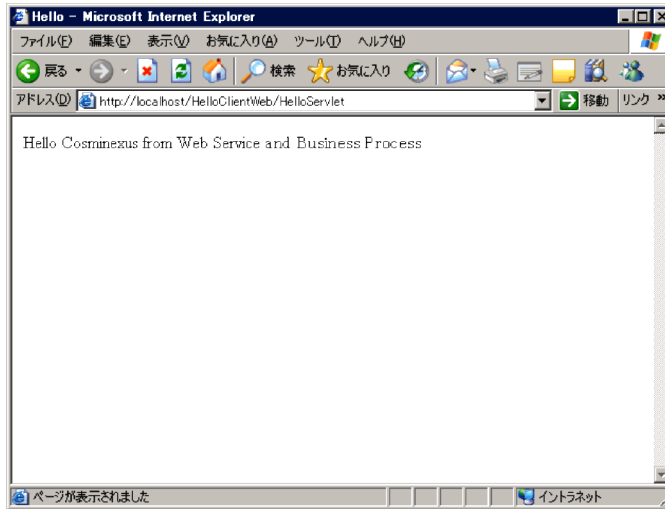 Hello - Microsoft Internet Explorer
ファイル(F) 編集(E) 表示(V) お気に入り(A) ツール(T) ヘルプ(H)
戻る 検索 お気に入り
アドレス(D) http://localhost/HelloClientWeb/HelloServlet 移動 リンク »
Hello Cosminexus from Web Service and Business Process
ページが表示されました イントラネット